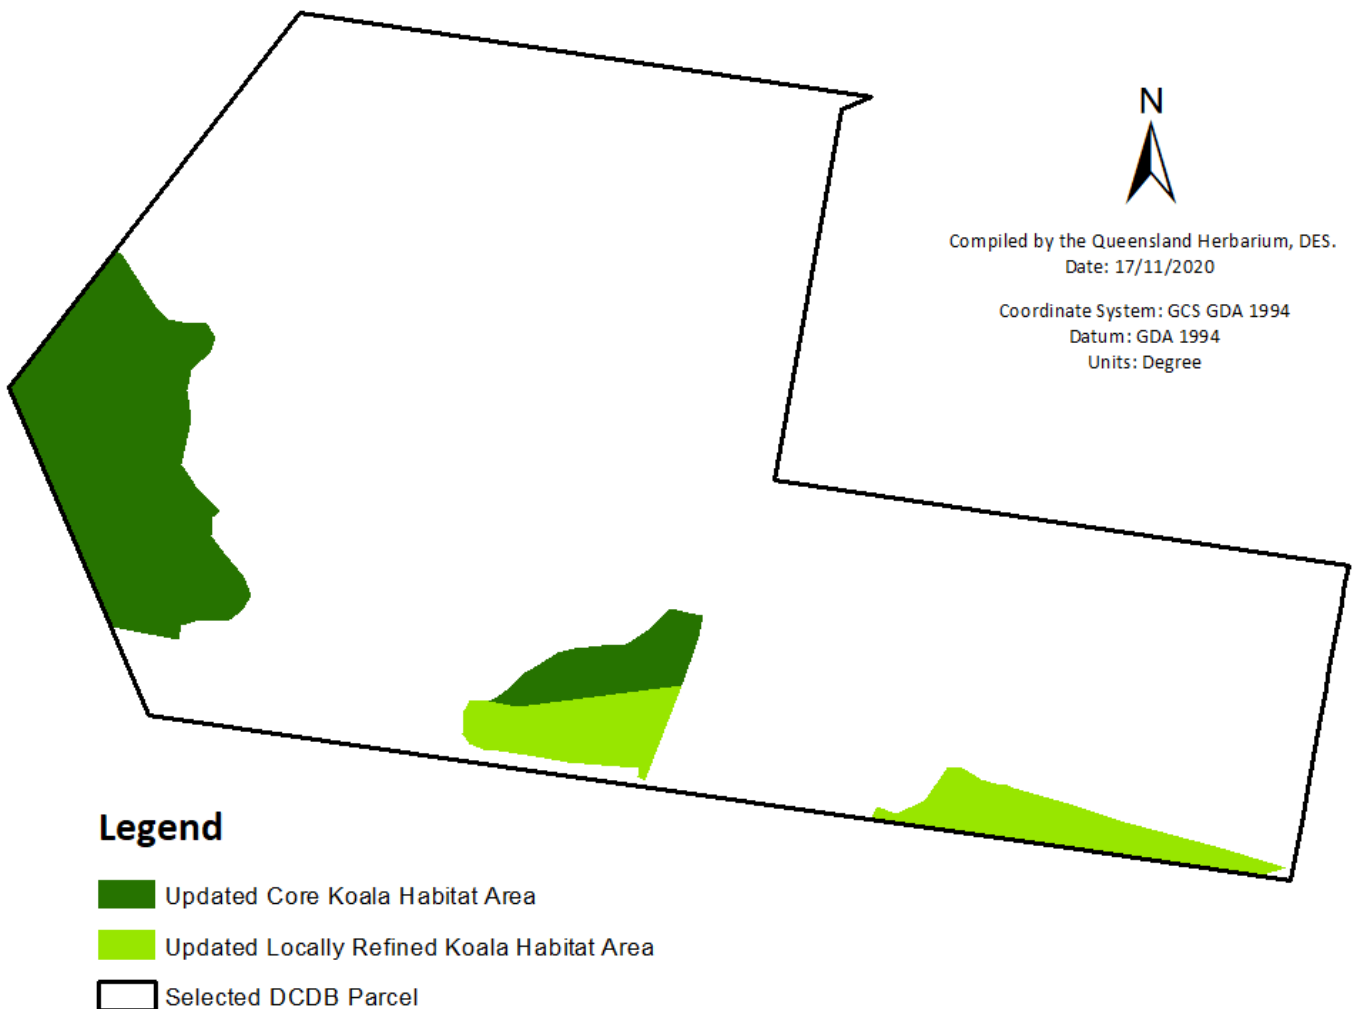 N
Compiled by the Queensland Herbarium, DES.
Date: 17/11/2020
Coordinate System: GCS GDA 1994
Datum: GDA 1994
Units: Degree
Legend
Updated Core Koala Habitat Area
Updated Locally Refined Koala Habitat Area
Selected DCDB Parcel